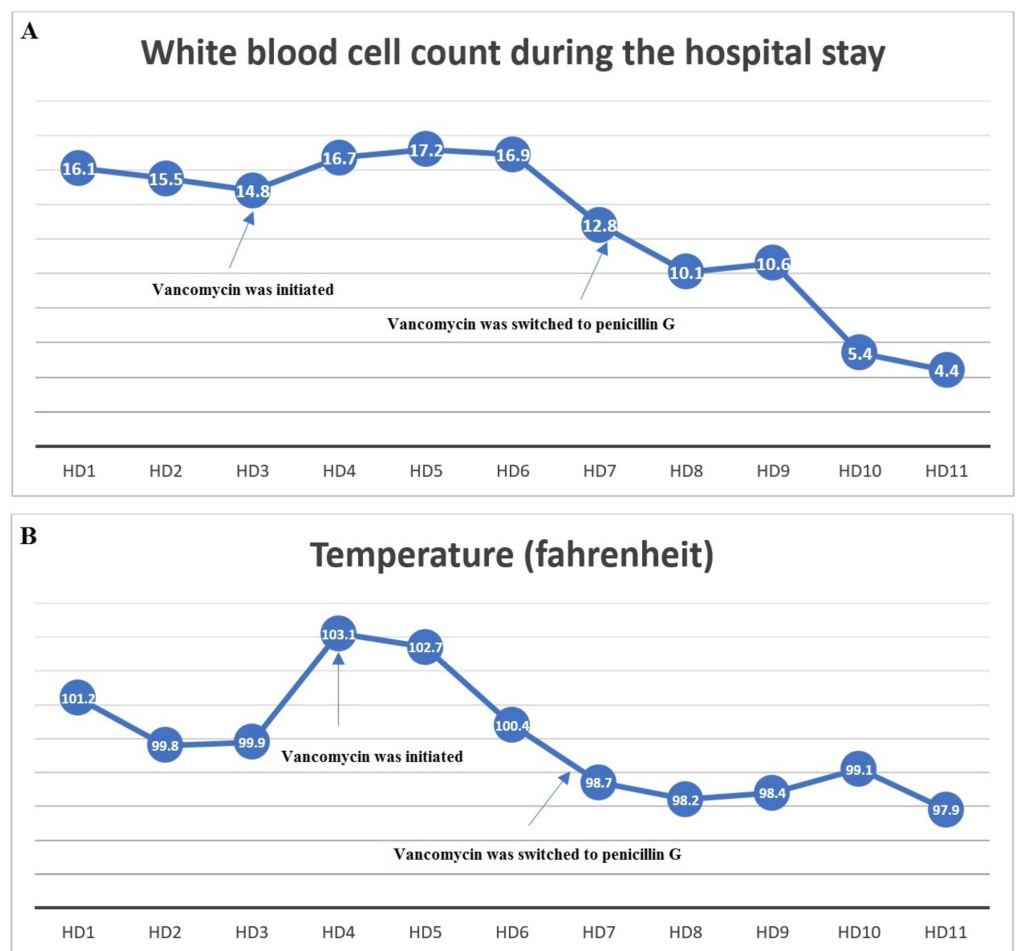 A
White blood cell count during the hospital stay
16.1 15.5 14.8 16.7 17.2 16.9 12.8 10.1 10.6 5.4 4.4
Vancomycin was initiated
Vancomycin was switched to penicillin G
HD1 HD2 HD3 HD4 HD5 HD6 HD7 HD8 HD9 HD10 HD11
B
Temperature (fahrenheit)
101.2 99.8 99.9 103.1 102.7 100.4 98.7 98.2 98.4 99.1 97.9
Vancomycin was initiated
Vancomycin was switched to penicillin G
HD1 HD2 HD3 HD4 HD5 HD6 HD7 HD8 HD9 HD10 HD11